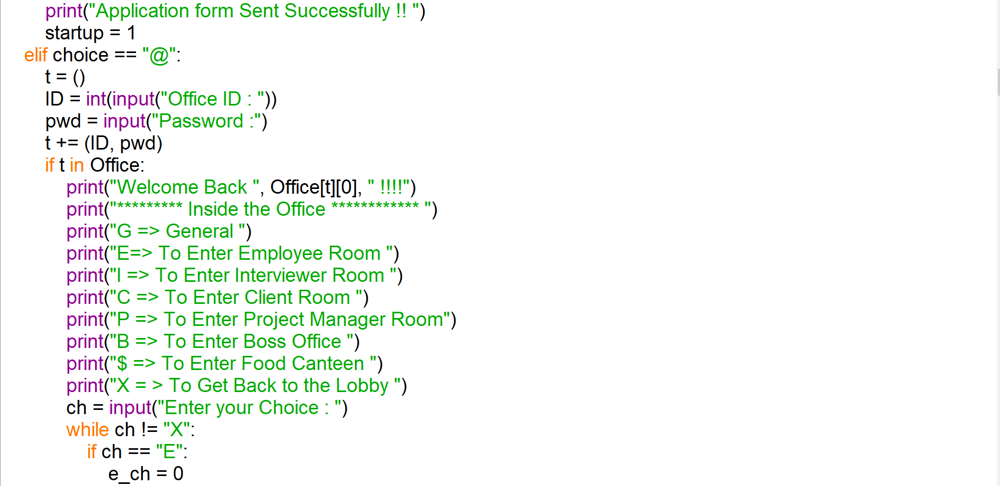 print("Application form Sent Successfully !! ")
startup = 1
elif choice == "@":
t = ()
ID = int(input("Office ID : "))
pwd = input("Password :")
t += (ID, pwd)
if t in Office:
print("Welcome Back ", Office[t][0], " !!!!")
print("********* Inside the Office ************ ")
print("G => General ")
print("E=> To Enter Employee Room ")
print("I => To Enter Interviewer Room ")
print("C => To Enter Client Room ")
print("P => To Enter Project Manager Room")
print("B => To Enter Boss Office ")
print("$ => To Enter Food Canteen ")
print("X = > To Get Back to the Lobby ")
ch = input("Enter your Choice : ")
while ch != "X":
if ch == "E":
e_ch = 0